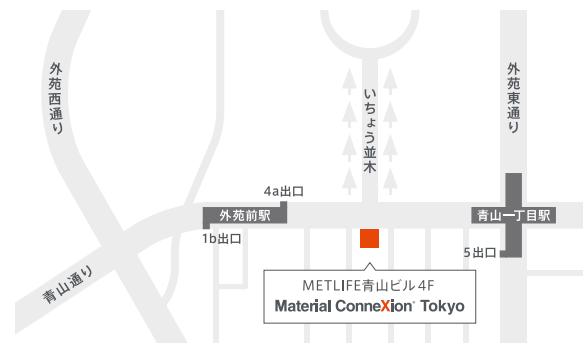 外苑西通り
いちょう並木
外苑東通り
4a出口
外苑前駅
青山一丁目駅
1b出口
5出口
青山通り
METLIFE青山ビル4F
Material ConneXion® Tokyo